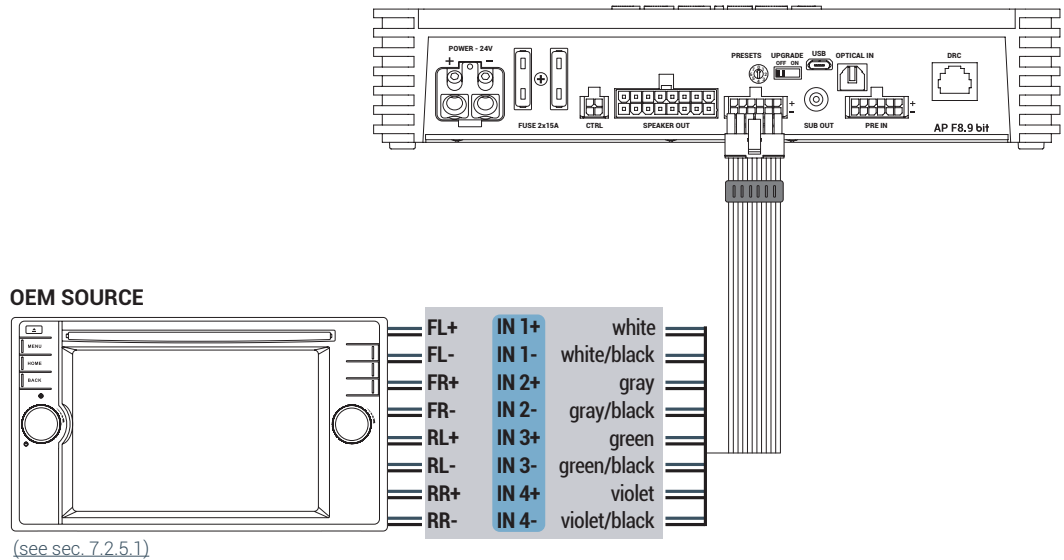 POWER - 24V
+ -
FUSE 2x15A
CTRL
SPEAKER OUT
PRESETS
UPGRADE
OFF ON
USB
OPTICAL IN
DRC
+
-
SUB OUT
PRE IN
+
-
AP F8.9 bit
OEM SOURCE
MENU
HOME
BACK
FL+ IN 1+ white
FL- IN 1- white/black
FR+ IN 2+ gray
FR- IN 2- gray/black
RL+ IN 3+ green
RL- IN 3- green/black
RR+ IN 4+ violet
RR- IN 4- violet/black
(see sec. 7.2.5.1)